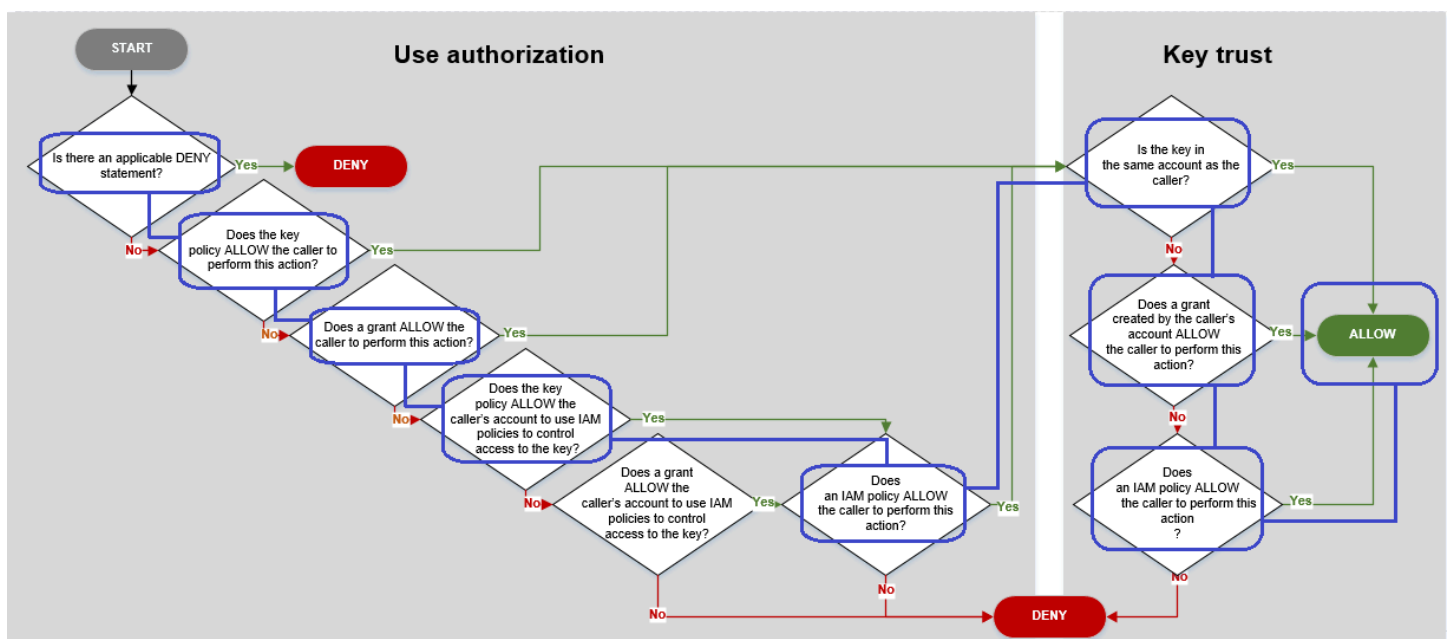 START
Use authorization
Key trust
Is there an applicable DENY
statement?
Yes
DENY
No
Does the key
policy ALLOW the caller to
perform this action?
Yes
No
Does a grant ALLOW the
caller to perform this action?
Yes
No
Does the key
policy ALLOW the
caller's account to use IAM
policies to control
access to the key?
Yes
No
Does a grant
ALLOW the
caller's account to use IAM
policies to control
access to the key?
Yes
No
Does
an IAM policy ALLOW
the caller to perform this
action?
Yes
No
DENY
Is the key in
the same account as the
caller?
Yes
No
Does a grant
created by the caller's
account ALLOW
the caller to perform this
action?
Yes
ALLOW
No
Does
an IAM policy ALLOW
the caller to perform this
action
?
Yes
No